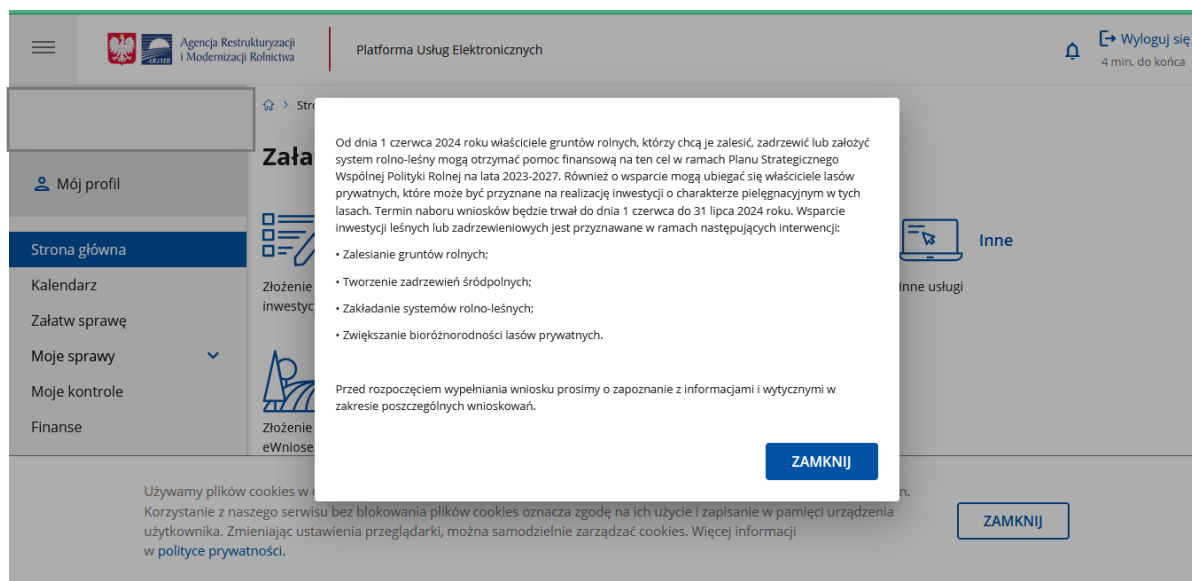 Agencja Restrukturyzacji
i Modernizacji Rolnictwa
ARiMR
Platforma Usług Elektronicznych
Wyloguj się
4 min. do końca
Mój profil
Strona główna
Kalendarz
Załatw sprawę
Moje sprawy
Moje kontrole
Finanse
Od dnia 1 czerwca 2024 roku właściciele gruntów rolnych, którzy chcą je zalesić, zadrzewić lub założyć
system rolno-leśny mogą otrzymać pomoc finansową na ten cel w ramach Planu Strategicznego
Wspólnej Polityki Rolnej na lata 2023-2027. Również o wsparcie mogą ubiegać się właściciele lasów
prywatnych, które może być przyznane na realizację inwestycji o charakterze pielęgnacyjnym w tych
lasach. Termin naboru wniosków będzie trwał do dnia 1 czerwca do 31 lipca 2024 roku. Wsparcie
inwestycji leśnych lub zadrzewieniowych jest przyznawane w ramach następujących interwencji:
• Zalesianie gruntów rolnych;
• Tworzenie zadrzewień śródpolnych;
• Zakładanie systemów rolno-leśnych;
• Zwiększanie bioróżnorodności lasów prywatnych.
Przed rozpoczęciem wypełniania wniosku prosimy o zapoznanie z informacjami i wytycznymi w
zakresie poszczególnych wnioskowań.
ZAMKNIJ
Złożenie
Złożenie
Inne
Inne usługi
Używamy plików cookies w
Korzystanie z naszego serwisu bez blokowania plików cookies oznacza zgodę na ich użycie i zapisanie w pamięci urządzenia
użytkownika. Zmieniając ustawienia przeglądarki, można samodzielnie zarządzać cookies. Więcej informacji
w polityce prywatności.
ZAMKNIJ